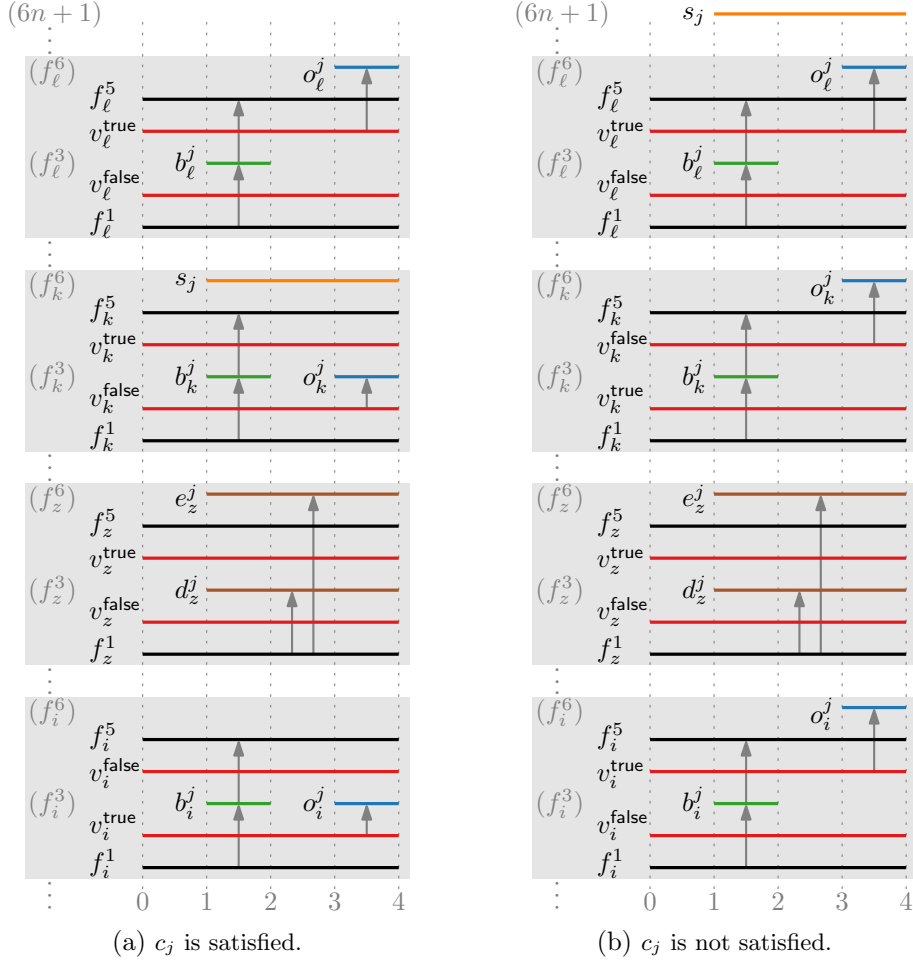 (6n + 1)
(f_ℓ^6) o_ℓ^j
f_ℓ^5
v_ℓ^true
(f_ℓ^3) b_ℓ^j
v_ℓ^false
f_ℓ^1
(f_k^6) s_j
f_k^5
v_k^true
(f_k^3) b_k^j o_k^j
v_k^false
f_k^1
(f_z^6) e_z^j
f_z^5
v_z^true
(f_z^3) d_z^j
v_z^false
f_z^1
(f_i^6)
f_i^5
v_i^false
(f_i^3) b_i^j o_i^j
v_i^true
f_i^1
0 1 2 3 4
(a) c_j is satisfied.
(6n + 1) s_j
(f_ℓ^6) o_ℓ^j
f_ℓ^5
v_ℓ^true
(f_ℓ^3) b_ℓ^j
v_ℓ^false
f_ℓ^1
(f_k^6) o_k^j
f_k^5
v_k^false
(f_k^3) b_k^j
v_k^true
f_k^1
(f_z^6) e_z^j
f_z^5
v_z^true
(f_z^3) d_z^j
v_z^false
f_z^1
(f_i^6) o_i^j
f_i^5
v_i^true
(f_i^3) b_i^j
v_i^false
f_i^1
0 1 2 3 4
(b) c_j is not satisfied.